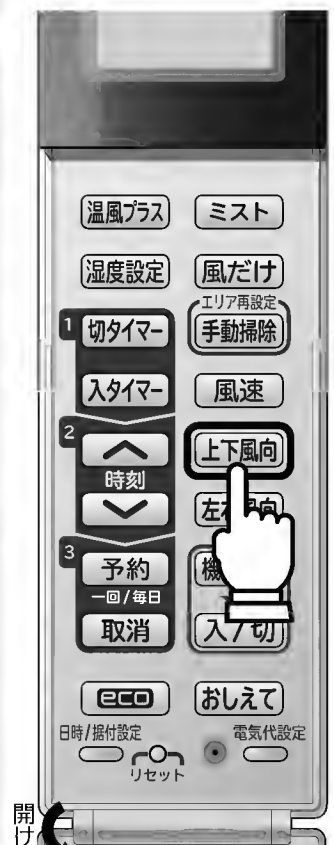 温風プラス
ミスト
湿度設定
風だけ
エリア再設定
1
切タイマー
手動掃除
入タイマー
風速
2
時刻
上下風向
3
予約
一回/毎日
取消
入/切
eco
おしえて
日時/据付設定
リセット
電気代設定
開け